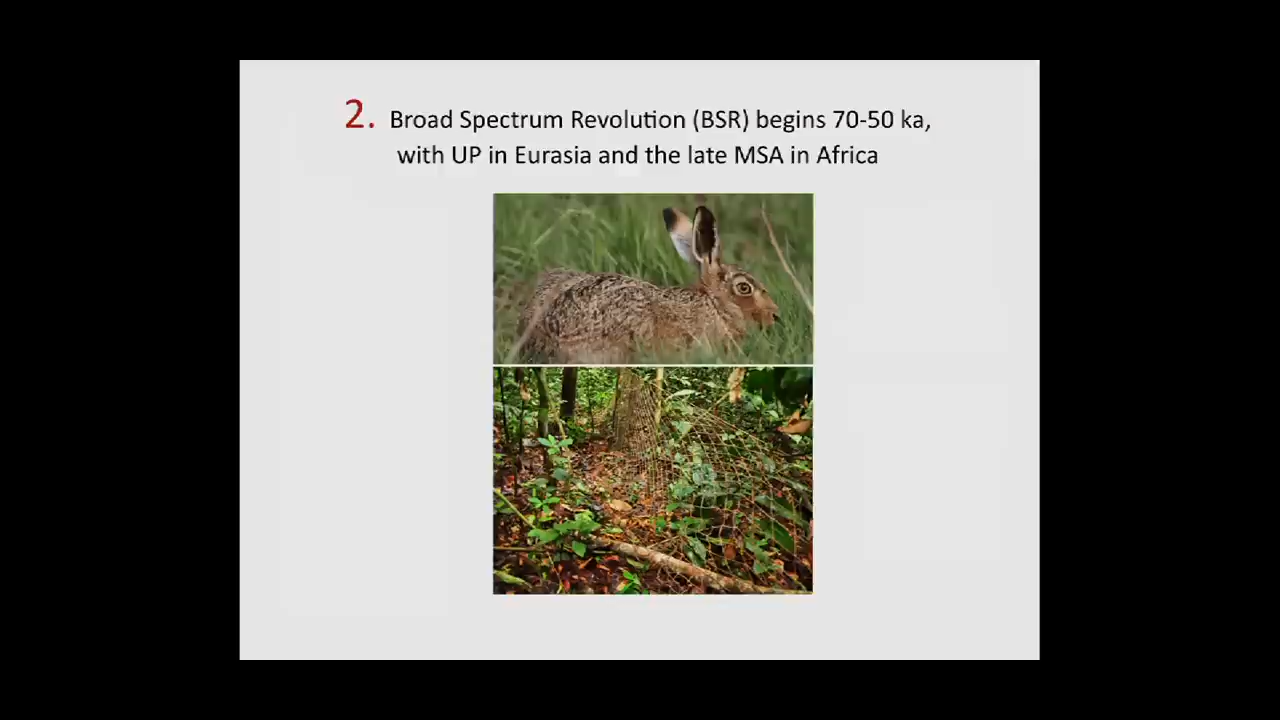 2. Broad Spectrum Revolution (BSR) begins 70-50 ka,
with UP in Eurasia and the late MSA in Africa